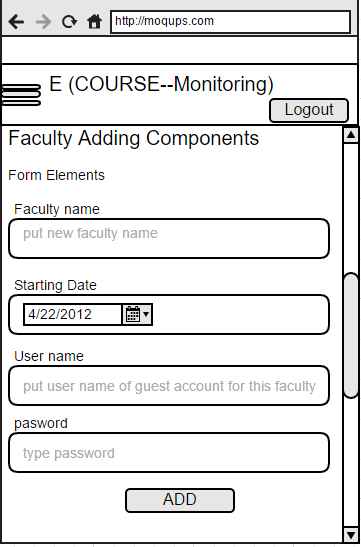 http://moqups.com
E (COURSE--Monitoring)
Logout
Faculty Adding Components
Form Elements
Faculty name
put new faculty name
Starting Date
4/22/2012
User name
put user name of guest account for this faculty
pasword
type password
ADD